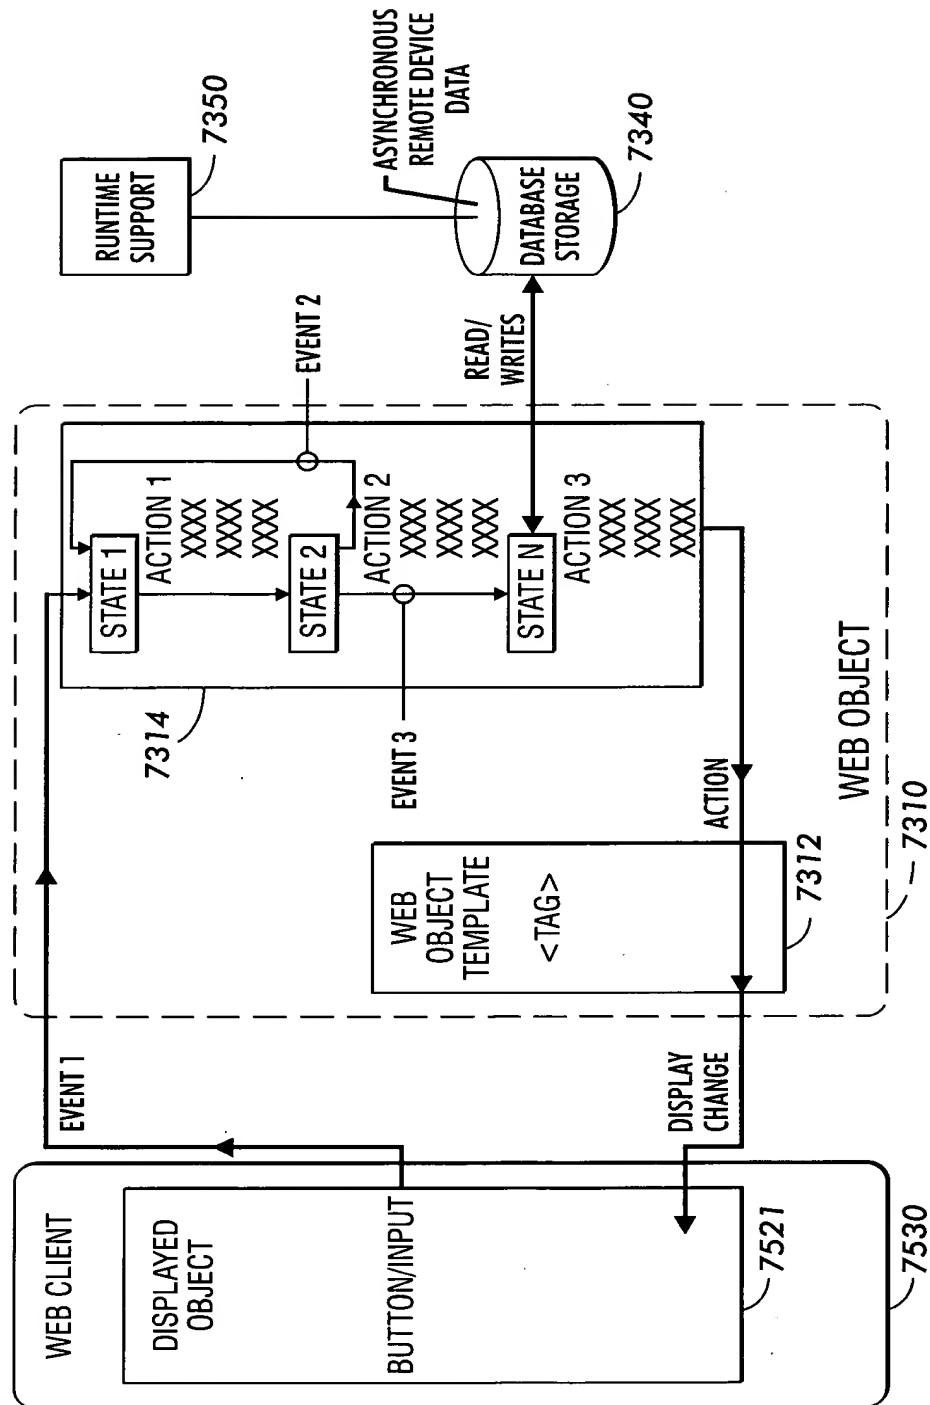 WEB CLIENT
DISPLAYED
OBJECT
BUTTON/INPUT
7521
7530
EVENT 1
DISPLAY
CHANGE
WEB
OBJECT
TEMPLATE
<TAG>
7312
ACTION
WEB OBJECT
7310
7314
EVENT 3
STATE 1
ACTION 1
XXXX
XXXX
XXXX
STATE 2
ACTION 2
XXXX
XXXX
XXXX
STATE N
ACTION 3
XXXX
XXXX
XXXX
EVENT 2
READ/
WRITES
RUNTIME
SUPPORT
7350
ASYNCHRONOUS
REMOTE DEVICE
DATA
DATABASE
STORAGE
7340